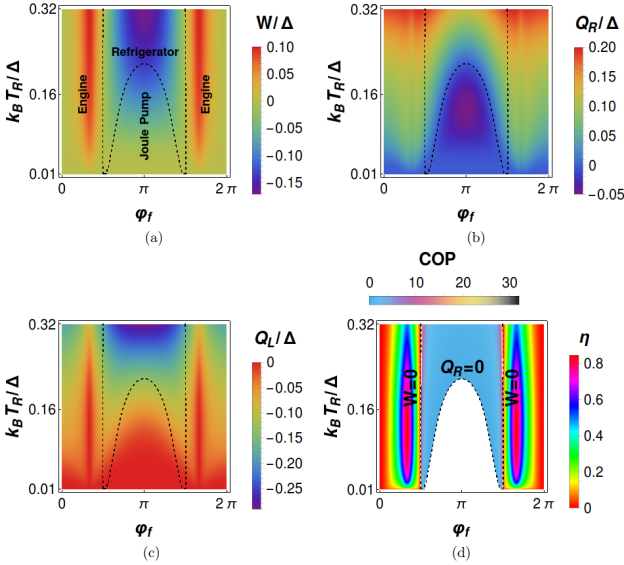 0.32
W/Δ
Refrigerator
0.10
0.05
0
−0.05
−0.10
−0.15
k_B T_R/Δ
0.16
Engine
Joule Pump
Engine
0.01
0
π
2 π
φ_f
(a)
0.32
Q_R/Δ
0.20
0.15
0.10
0.05
0
−0.05
k_B T_R/Δ
0.16
0.01
0
π
2 π
φ_f
(b)
0.32
Q_L/Δ
0
−0.05
−0.10
−0.15
−0.20
−0.25
k_B T_R/Δ
0.16
0.01
0
π
2 π
φ_f
(c)
COP
0 10 20 30
0.32
η
0.8
0.6
0.4
0.2
0
k_B T_R/Δ
0.16
W=0
Q_R=0
W=0
0.01
0
π
2 π
φ_f
(d)